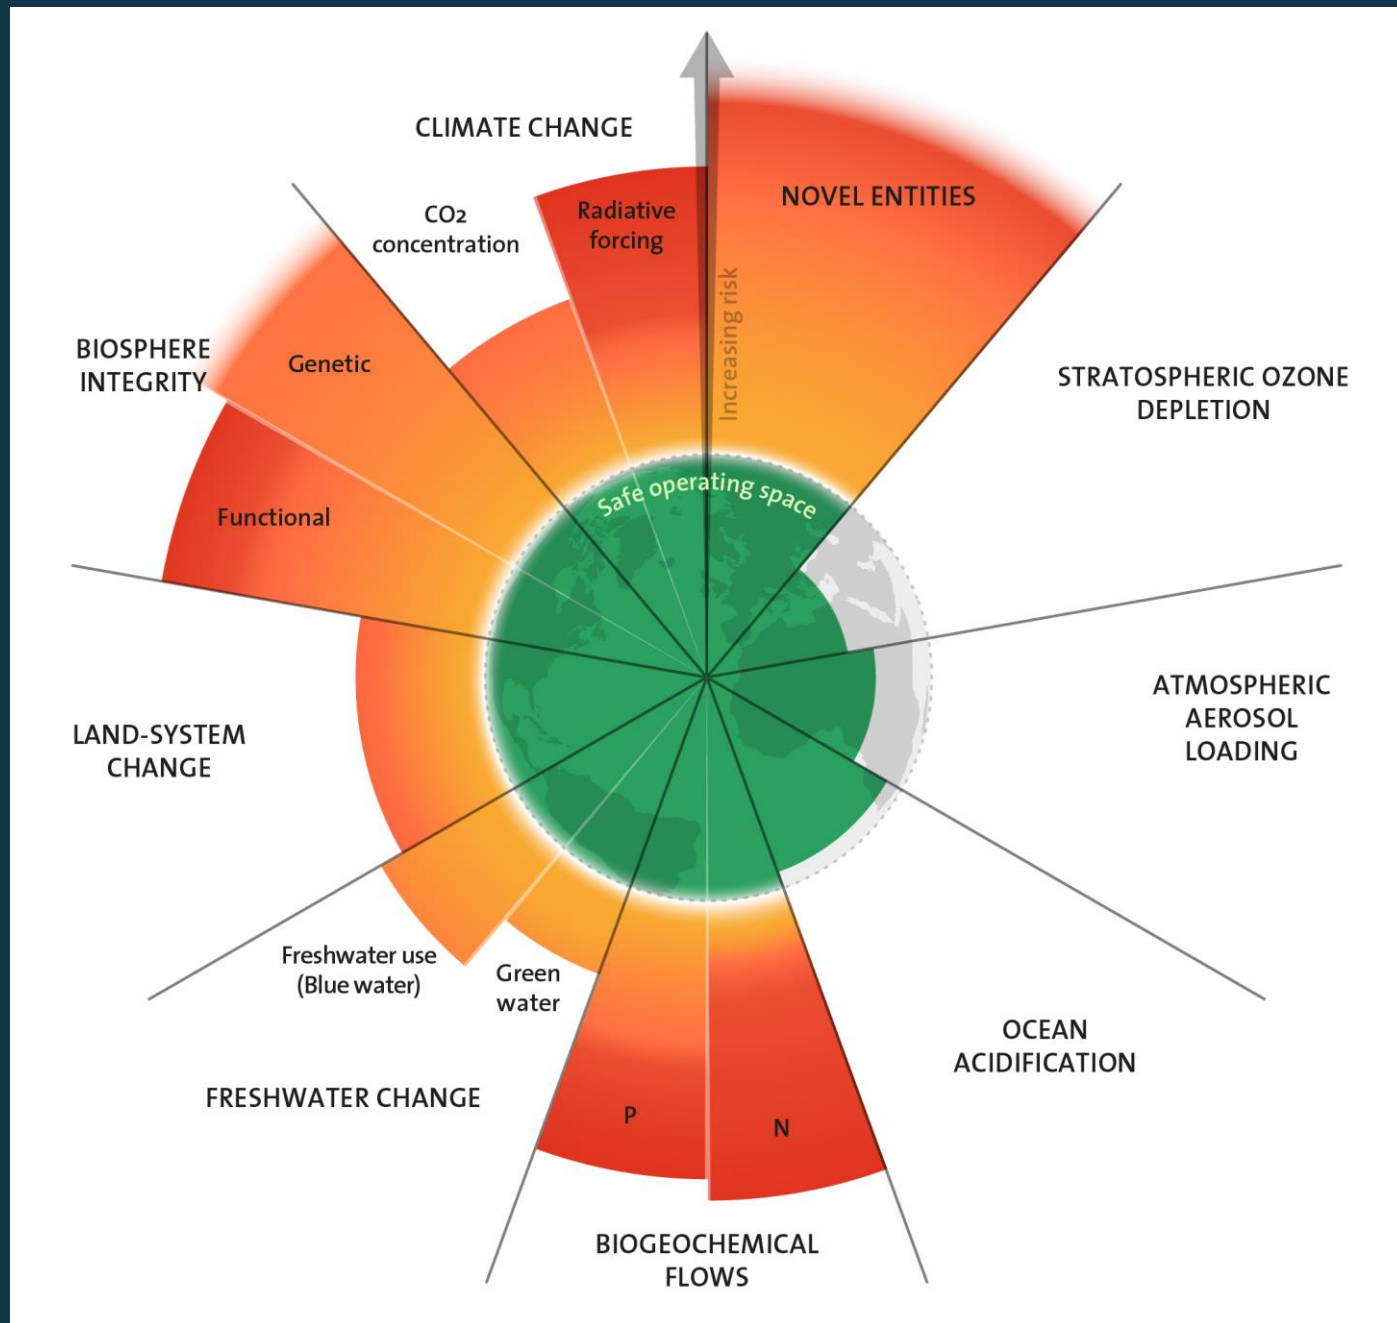 CLIMATE CHANGE
CO2
concentration
Radiative
forcing
NOVEL ENTITIES
Increasing risk
STRATOSPHERIC OZONE
DEPLETION
BIOSPHERE
INTEGRITY
Genetic
Functional
Safe operating space
ATMOSPHERIC
AEROSOL
LOADING
LAND-SYSTEM
CHANGE
Freshwater use
(Blue water)
Green
water
FRESHWATER CHANGE
P
N
OCEAN
ACIDIFICATION
BIOGEOCHEMICAL
FLOWS